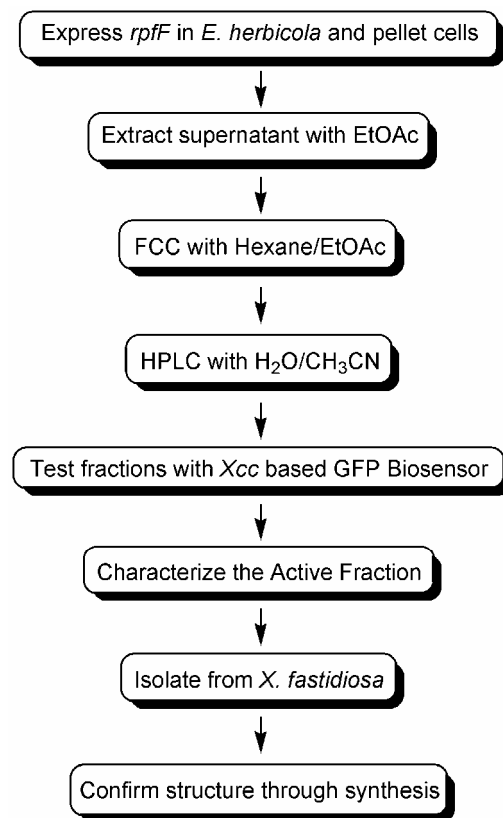 Express rpfF in E. herbicola and pellet cells
Extract supernatant with EtOAc
FCC with Hexane/EtOAc
HPLC with H₂O/CH₃CN
Test fractions with Xcc based GFP Biosensor
Characterize the Active Fraction
Isolate from X. fastidiosa
Confirm structure through synthesis